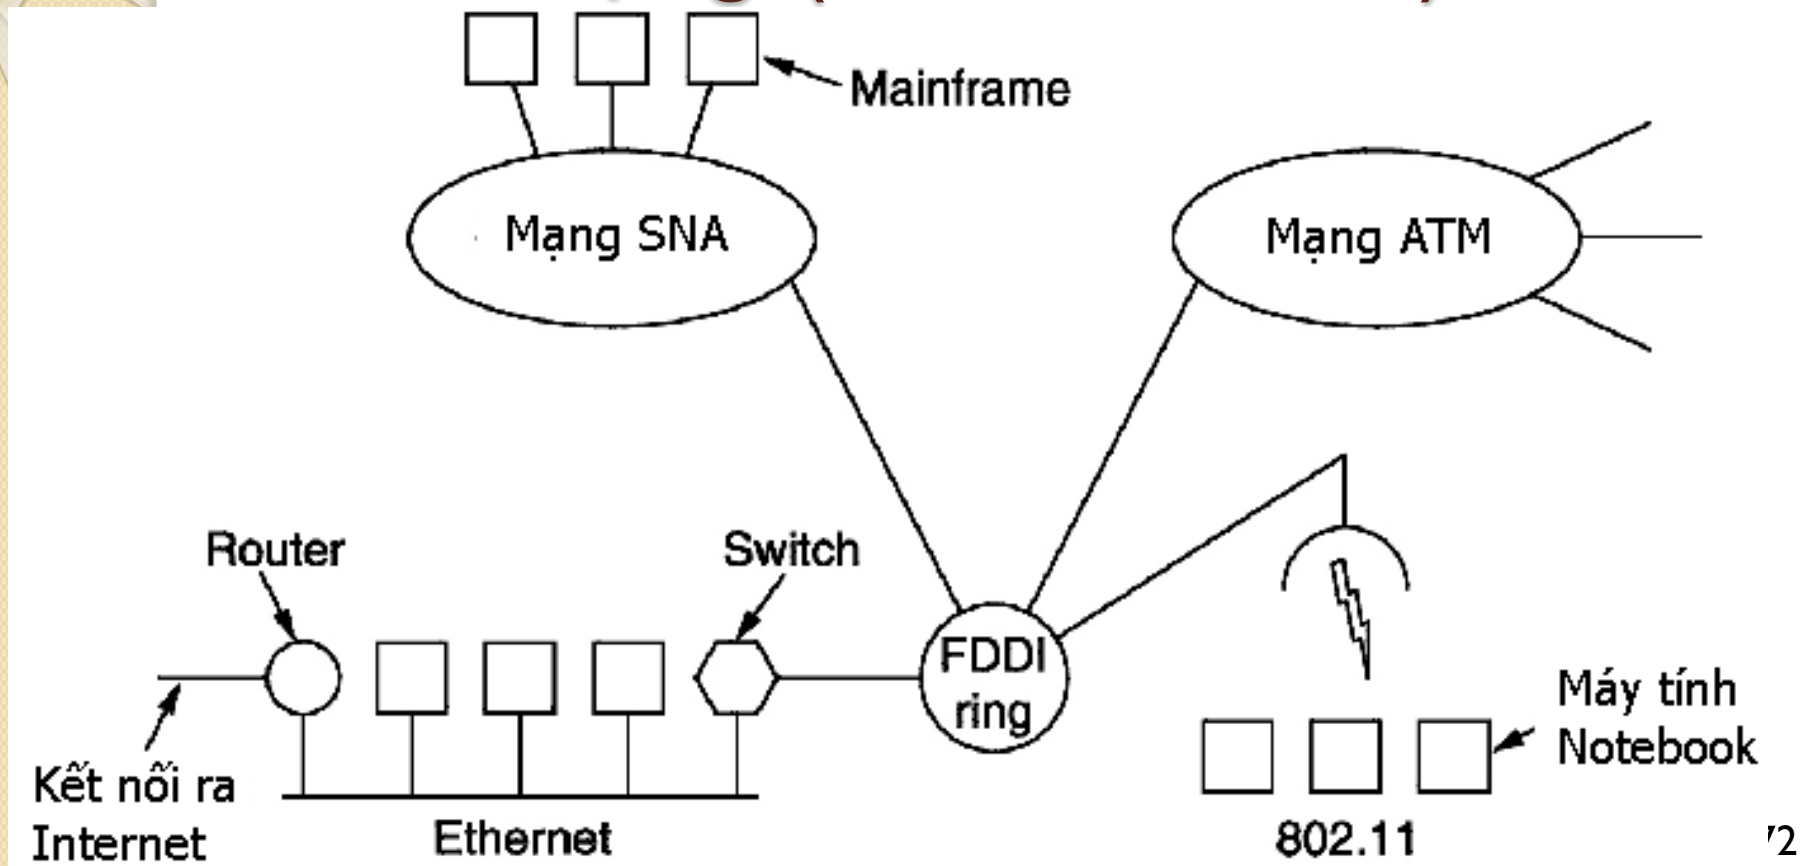 Mainframe
Mạng SNA
Mạng ATM
Router
Switch
FDDI
ring
Máy tính
Notebook
Kết nối ra
Internet
Ethernet
802.11